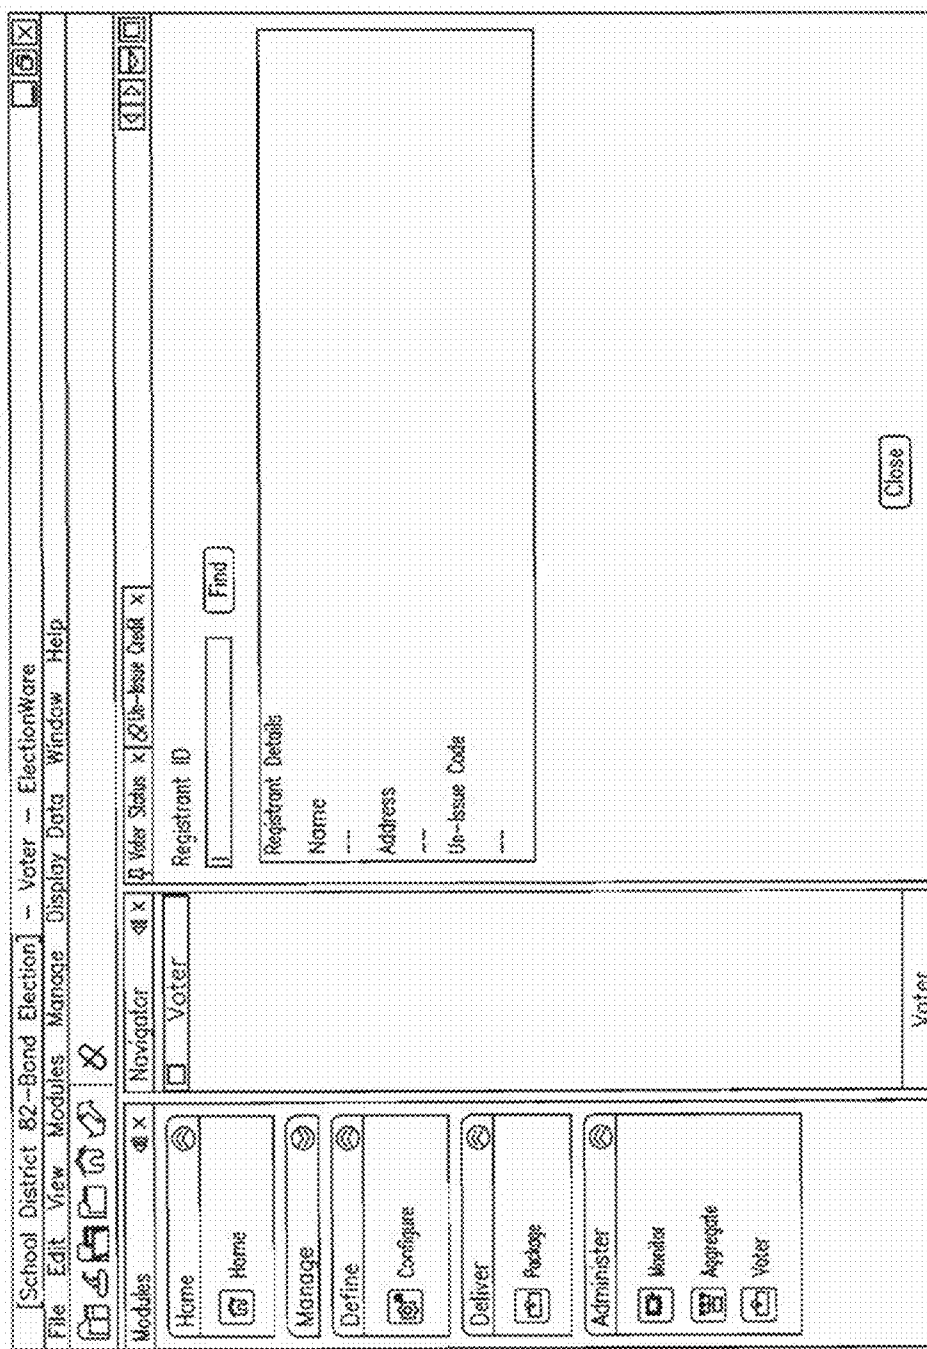 [School District 82-Bond Election] - Voter - ElectionWare
File Edit View Modules Manage Display Data Window Help
Modules x
Home
Home
Manage
Define
Configure
Deliver
Package
Administer
Monitor
Aggregate
Voter
Navigator x
Voter
Voter
Voter Status x Un-Issue Credit x
Registrant ID
Find
Registrant Details
Name
--
Address
--
Un-Issue Code
--
Close